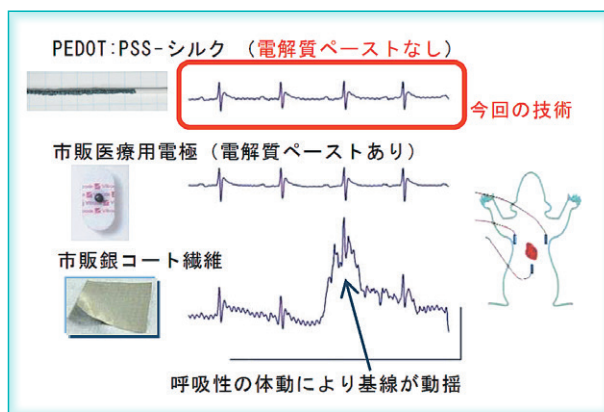 PEDOT:PSS-シルク (電解質ペーストなし)
今回の技術
市販医療用電極(電解質ペーストあり)
市販銀コート繊維
呼吸性の体動により基線が動揺